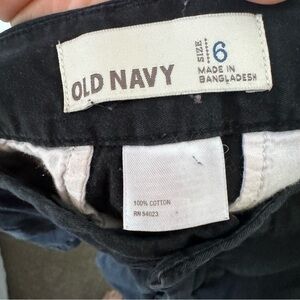 OLD NAVY
SIZE 6
MADE IN
BANGLADESH
100% COTTON
RN 54023